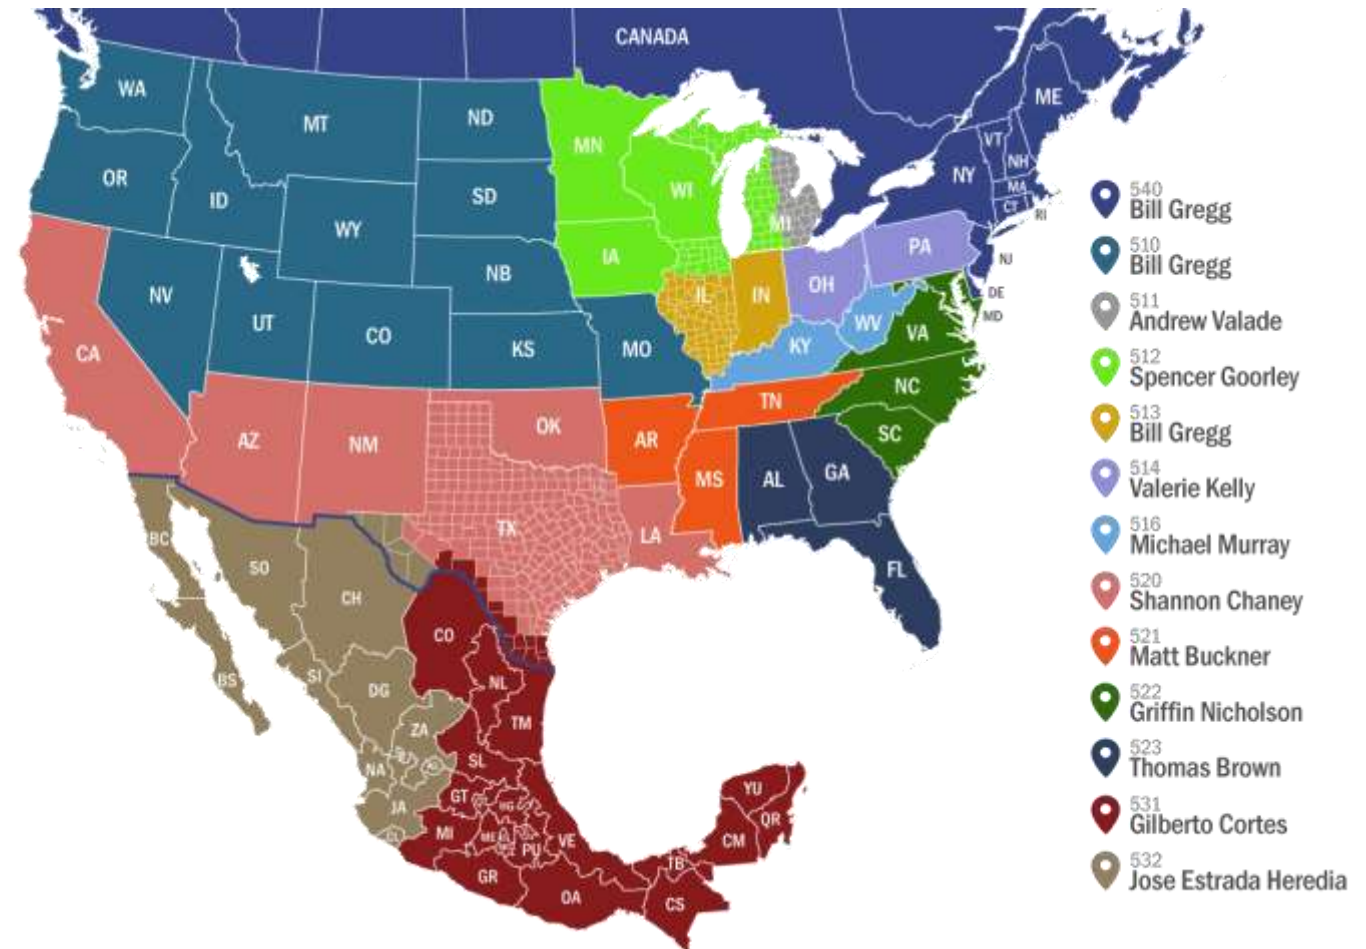 CANADA
WA
MT
ND
MN
ME
VT
NH
OR
ID
SD
WI
NY
MA
CT
RI
WY
MI
PA
NB
IA
NJ
NV
UT
CO
IL
IN
OH
DE
MD
KS
MO
KY
WV
VA
CA
TN
NC
AZ
NM
OK
AR
SC
MS
AL
GA
TX
LA
BC
SO
CH
FL
CO
BS
SI
DG
NL
ZA
TM
NA
SL
JA
GT
MI
ME
PU
VE
YU
QR
CM
GR
TB
OA
CS
540
Bill Gregg
510
Bill Gregg
511
Andrew Valade
512
Spencer Goorley
513
Bill Gregg
514
Valerie Kelly
516
Michael Murray
520
Shannon Chaney
521
Matt Buckner
522
Griffin Nicholson
523
Thomas Brown
531
Gilberto Cortes
532
Jose Estrada Heredia